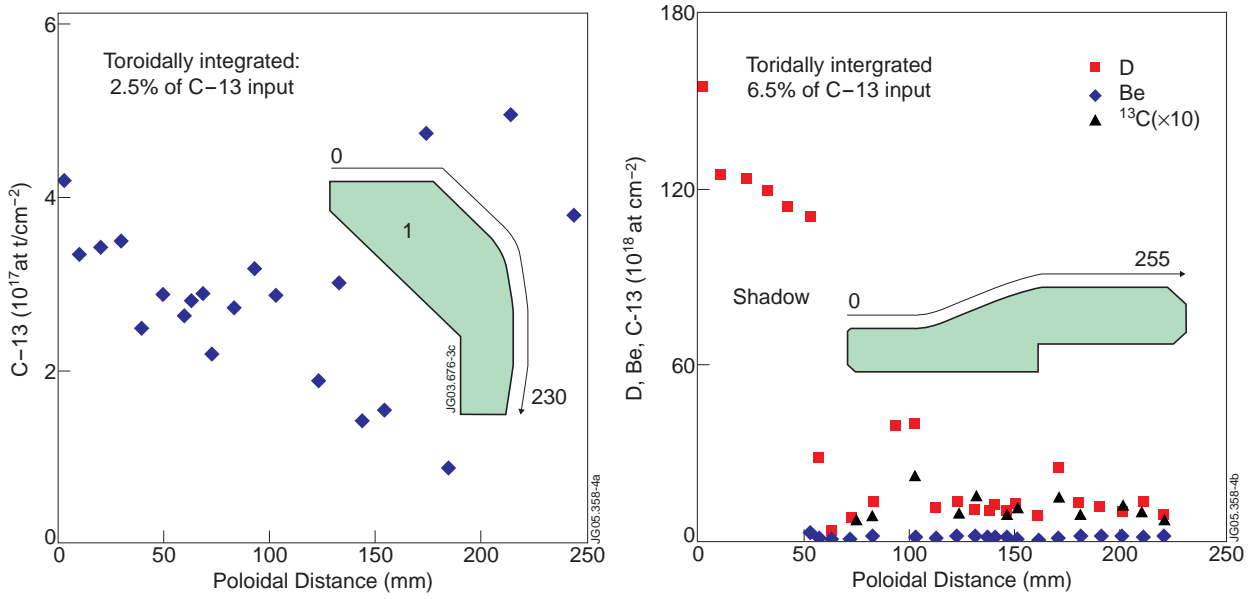 6
4
2
0
0
50
100
150
200
250
C−13 (10¹⁷at t/cm⁻²)
Poloidal Distance (mm)
Toroidally integrated:
2.5% of C−13 input
0
1
230
JG03.676-3c
JG05.358-4a
180
120
60
0
0
50
100
150
200
250
D, Be, C-13 (10¹⁸ at cm⁻²)
Poloidal Distance (mm)
Toridally intergrated
6.5% of C−13 input
D
Be
¹³C(×10)
Shadow
0
255
JG05.358-4b